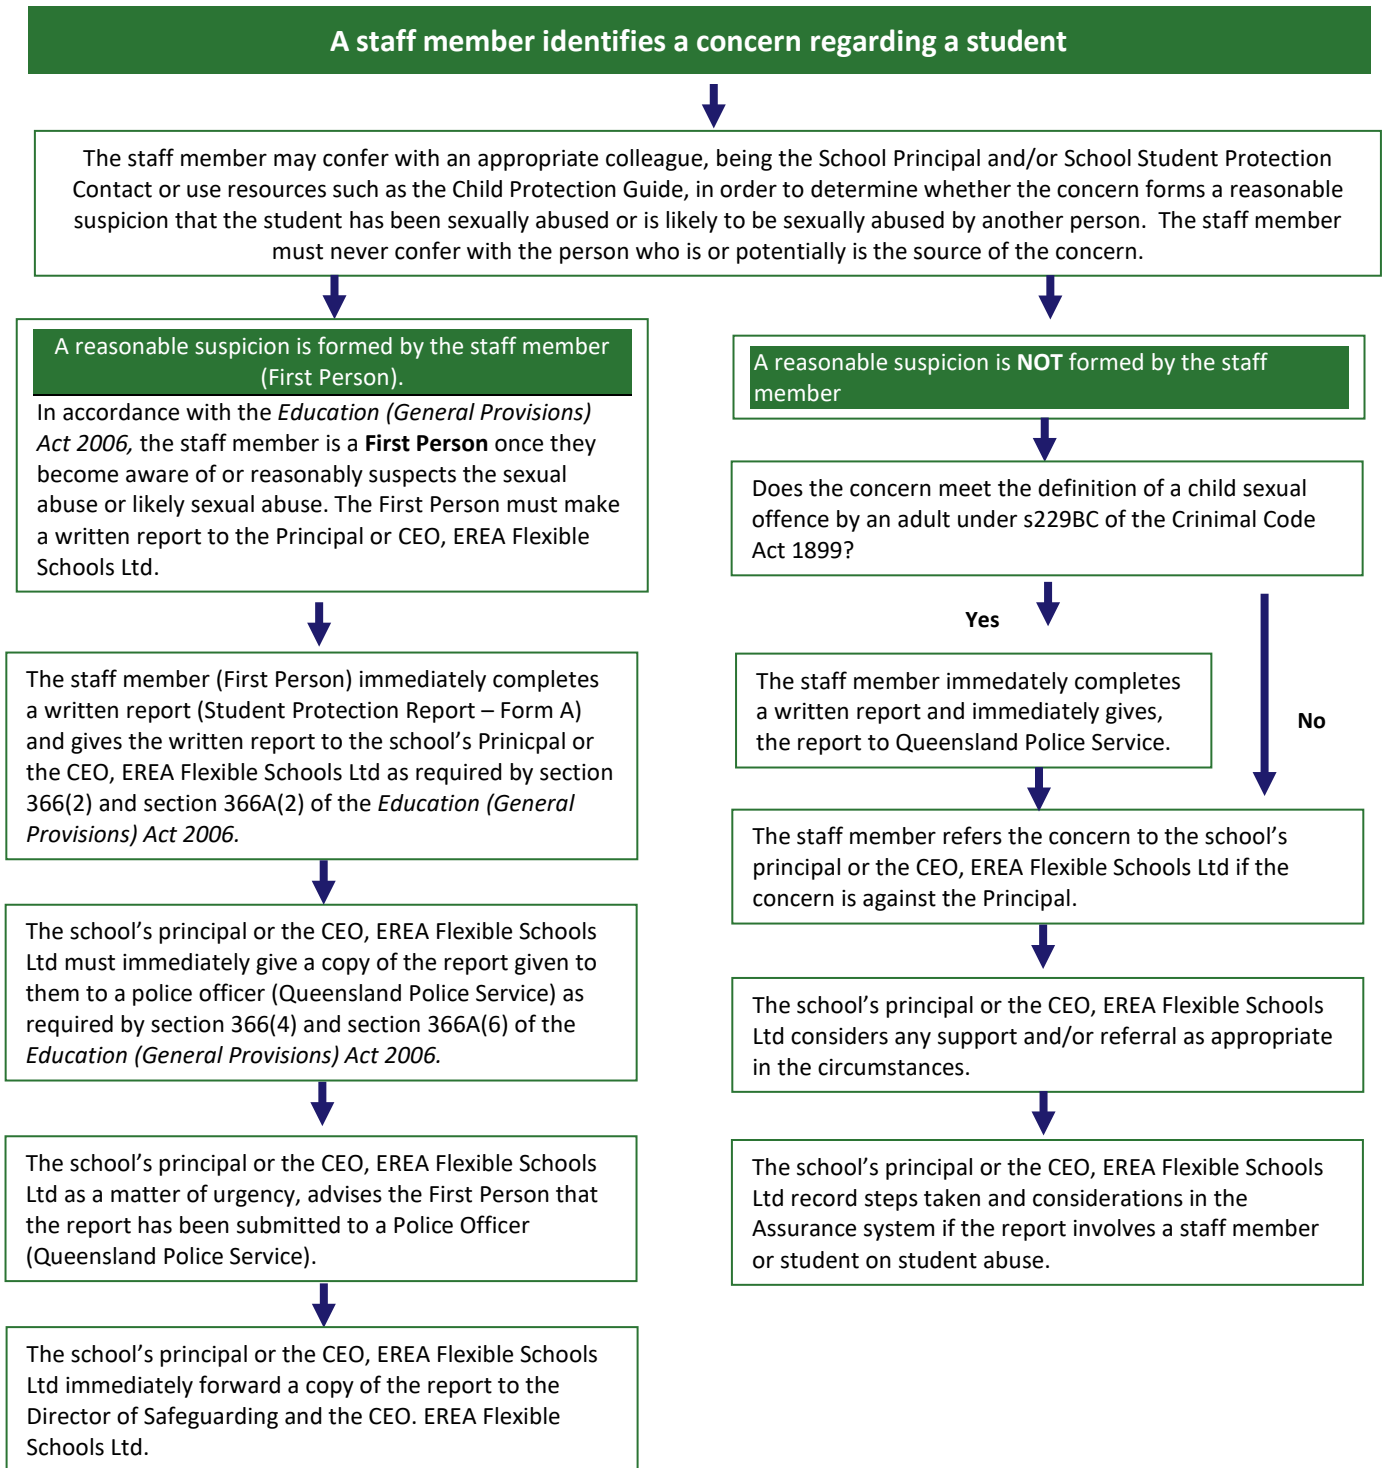 A staff member identifies a concern regarding a student
The staff member may confer with an appropriate colleague, being the School Principal and/or School Student Protection
Contact or use resources such as the Child Protection Guide, in order to determine whether the concern forms a reasonable
suspicion that the student has been sexually abused or is likely to be sexually abused by another person.  The staff member
must never confer with the person who is or potentially is the source of the concern.
A reasonable suspicion is formed by the staff member
(First Person).
In accordance with the Education (General Provisions)
Act 2006, the staff member is a First Person once they
become aware of or reasonably suspects the sexual
abuse or likely sexual abuse. The First Person must make
a written report to the Principal or CEO, EREA Flexible
Schools Ltd.
The staff member (First Person) immediately completes
a written report (Student Protection Report – Form A)
and gives the written report to the school’s Prinicpal or
the CEO, EREA Flexible Schools Ltd as required by section
366(2) and section 366A(2) of the Education (General
Provisions) Act 2006.
The school’s principal or the CEO, EREA Flexible Schools
Ltd must immediately give a copy of the report given to
them to a police officer (Queensland Police Service) as
required by section 366(4) and section 366A(6) of the
Education (General Provisions) Act 2006.
The school’s principal or the CEO, EREA Flexible Schools
Ltd as a matter of urgency, advises the First Person that
the report has been submitted to a Police Officer
(Queensland Police Service).
The school’s principal or the CEO, EREA Flexible Schools
Ltd immediately forward a copy of the report to the
Director of Safeguarding and the CEO. EREA Flexible
Schools Ltd.
A reasonable suspicion is NOT formed by the staff
member
Does the concern meet the definition of a child sexual
offence by an adult under s229BC of the Crinimal Code
Act 1899?
Yes
The staff member immedately completes
a written report and immediately gives,
the report to Queensland Police Service.
No
The staff member refers the concern to the school’s
principal or the CEO, EREA Flexible Schools Ltd if the
concern is against the Principal.
The school’s principal or the CEO, EREA Flexible Schools
Ltd considers any support and/or referral as appropriate
in the circumstances.
The school’s principal or the CEO, EREA Flexible Schools
Ltd record steps taken and considerations in the
Assurance system if the report involves a staff member
or student on student abuse.